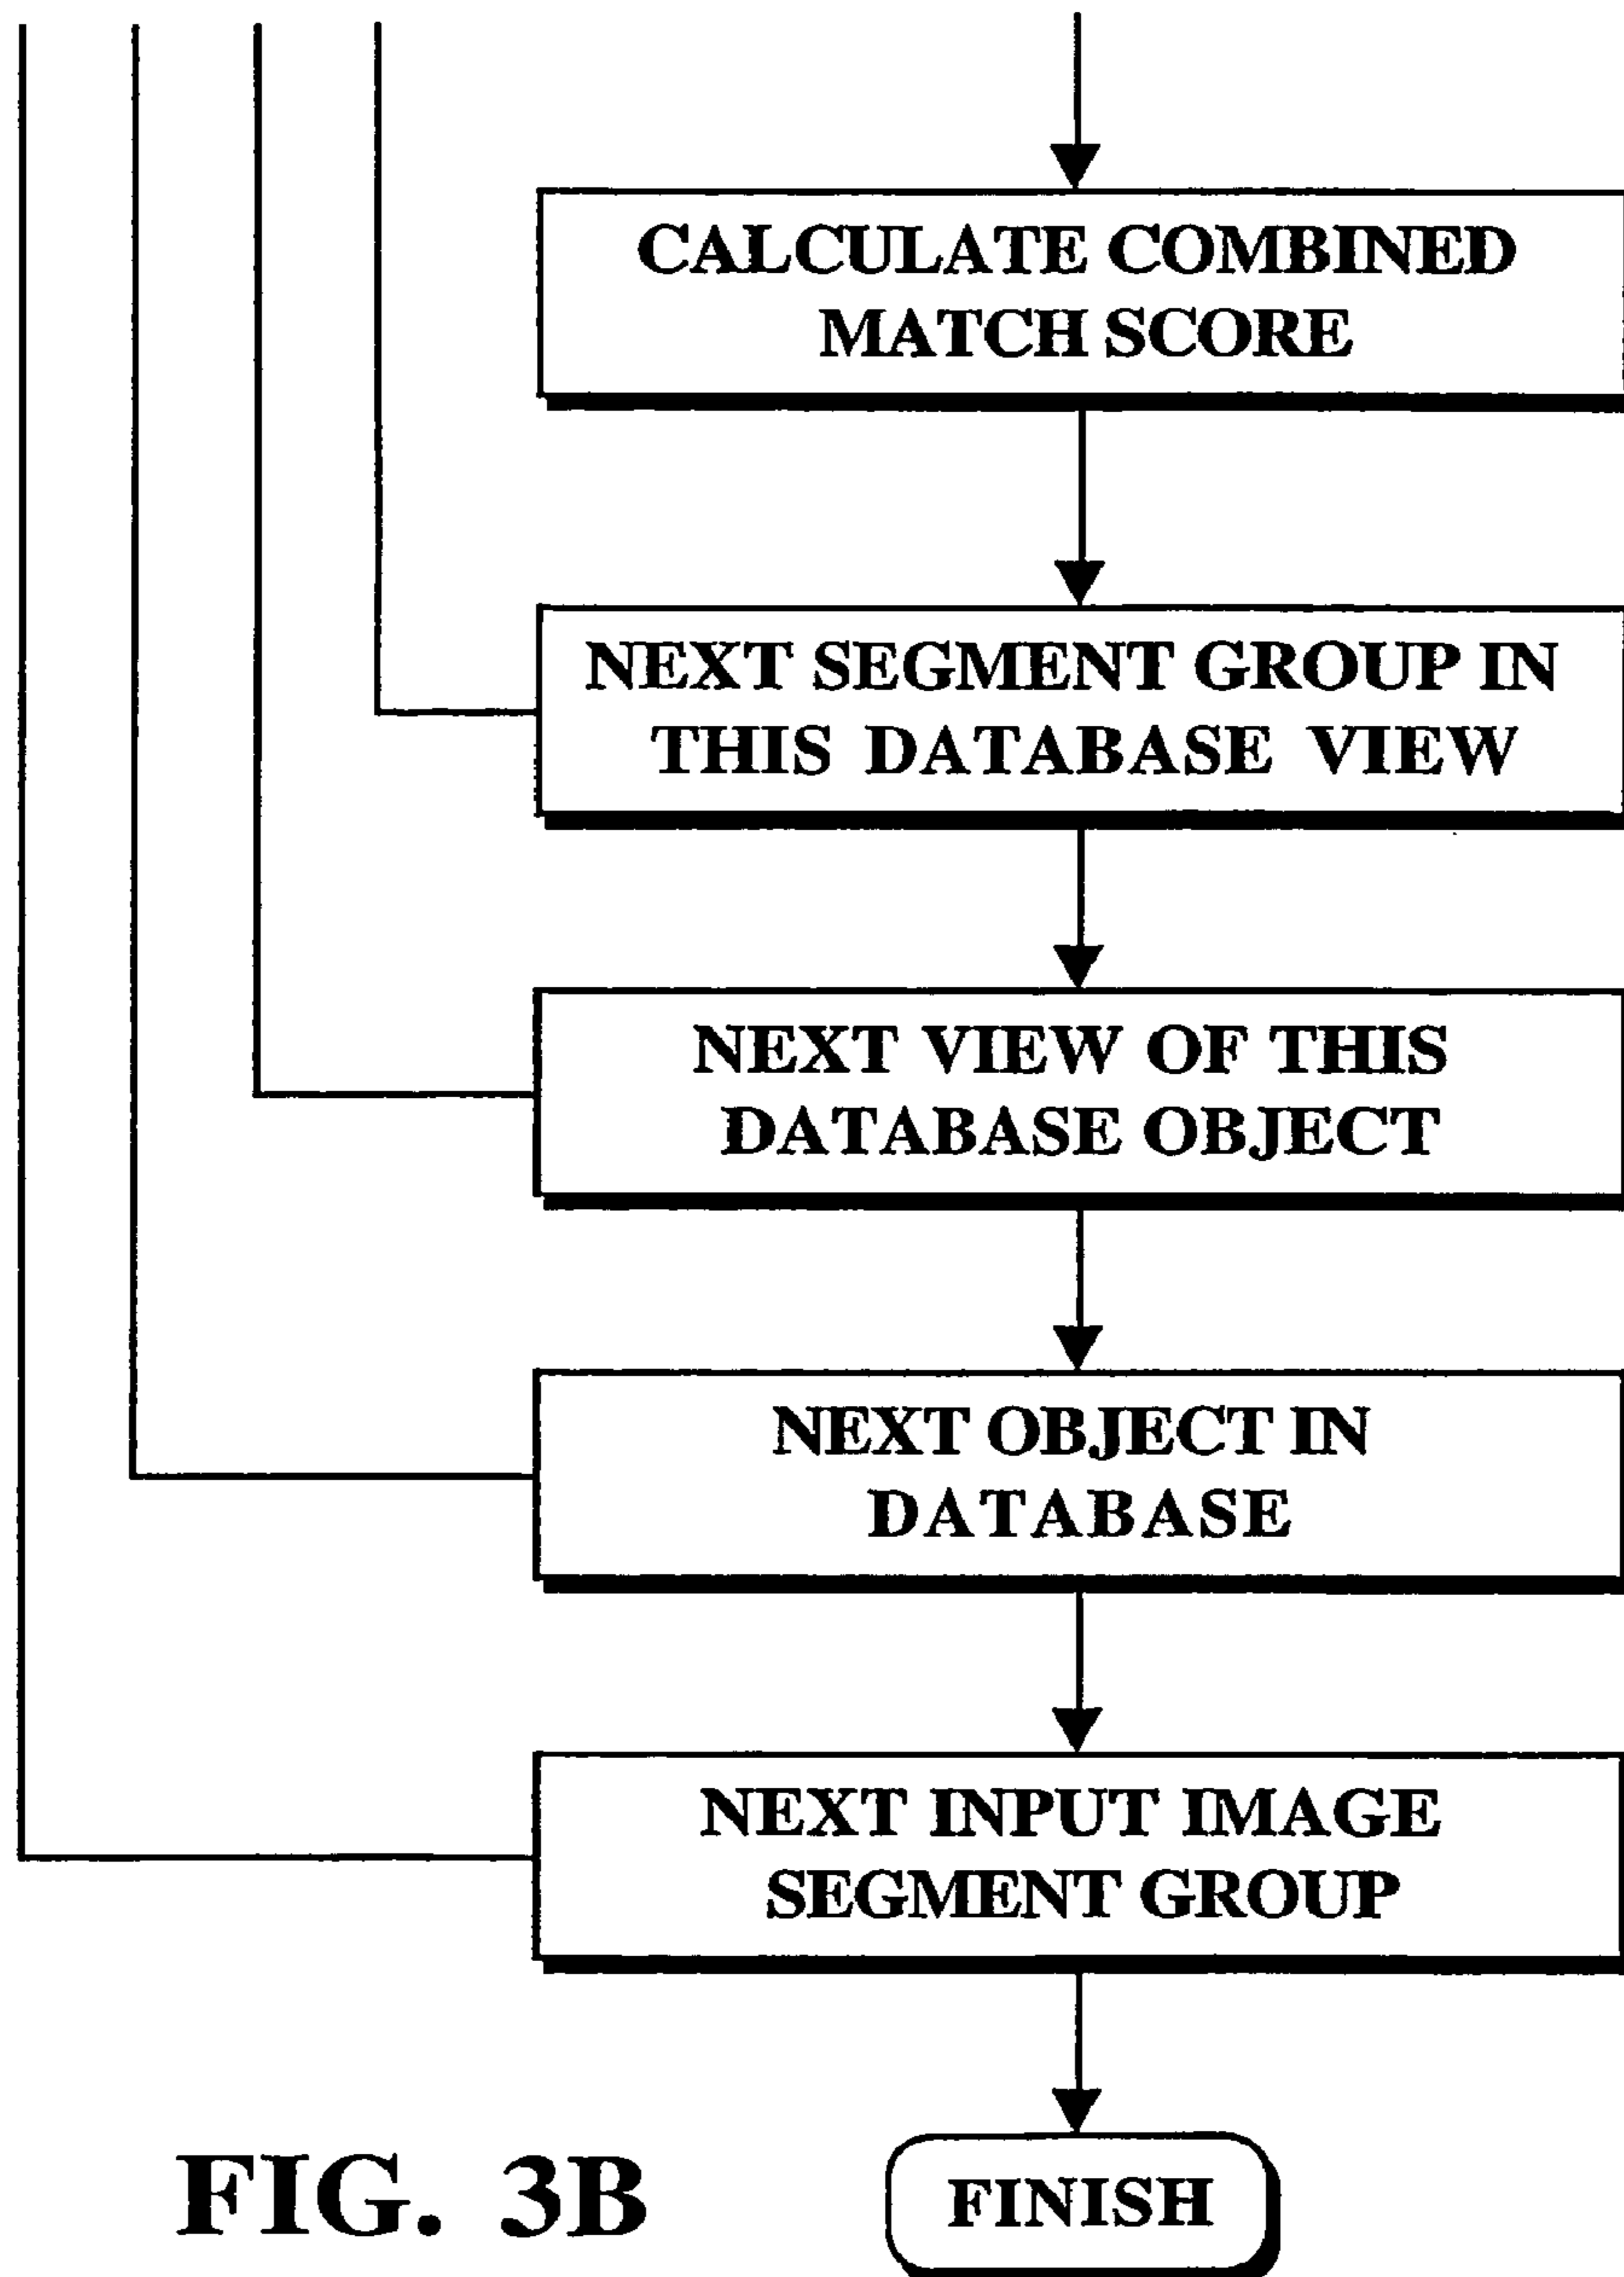 CALCULATE COMBINED
MATCH SCORE
NEXT SEGMENT GROUP IN
THIS DATABASE VIEW
NEXT VIEW OF THIS
DATABASE OBJECT
NEXT OBJECT IN
DATABASE
NEXT INPUT IMAGE
SEGMENT GROUP
FINISH
FIG. 3B